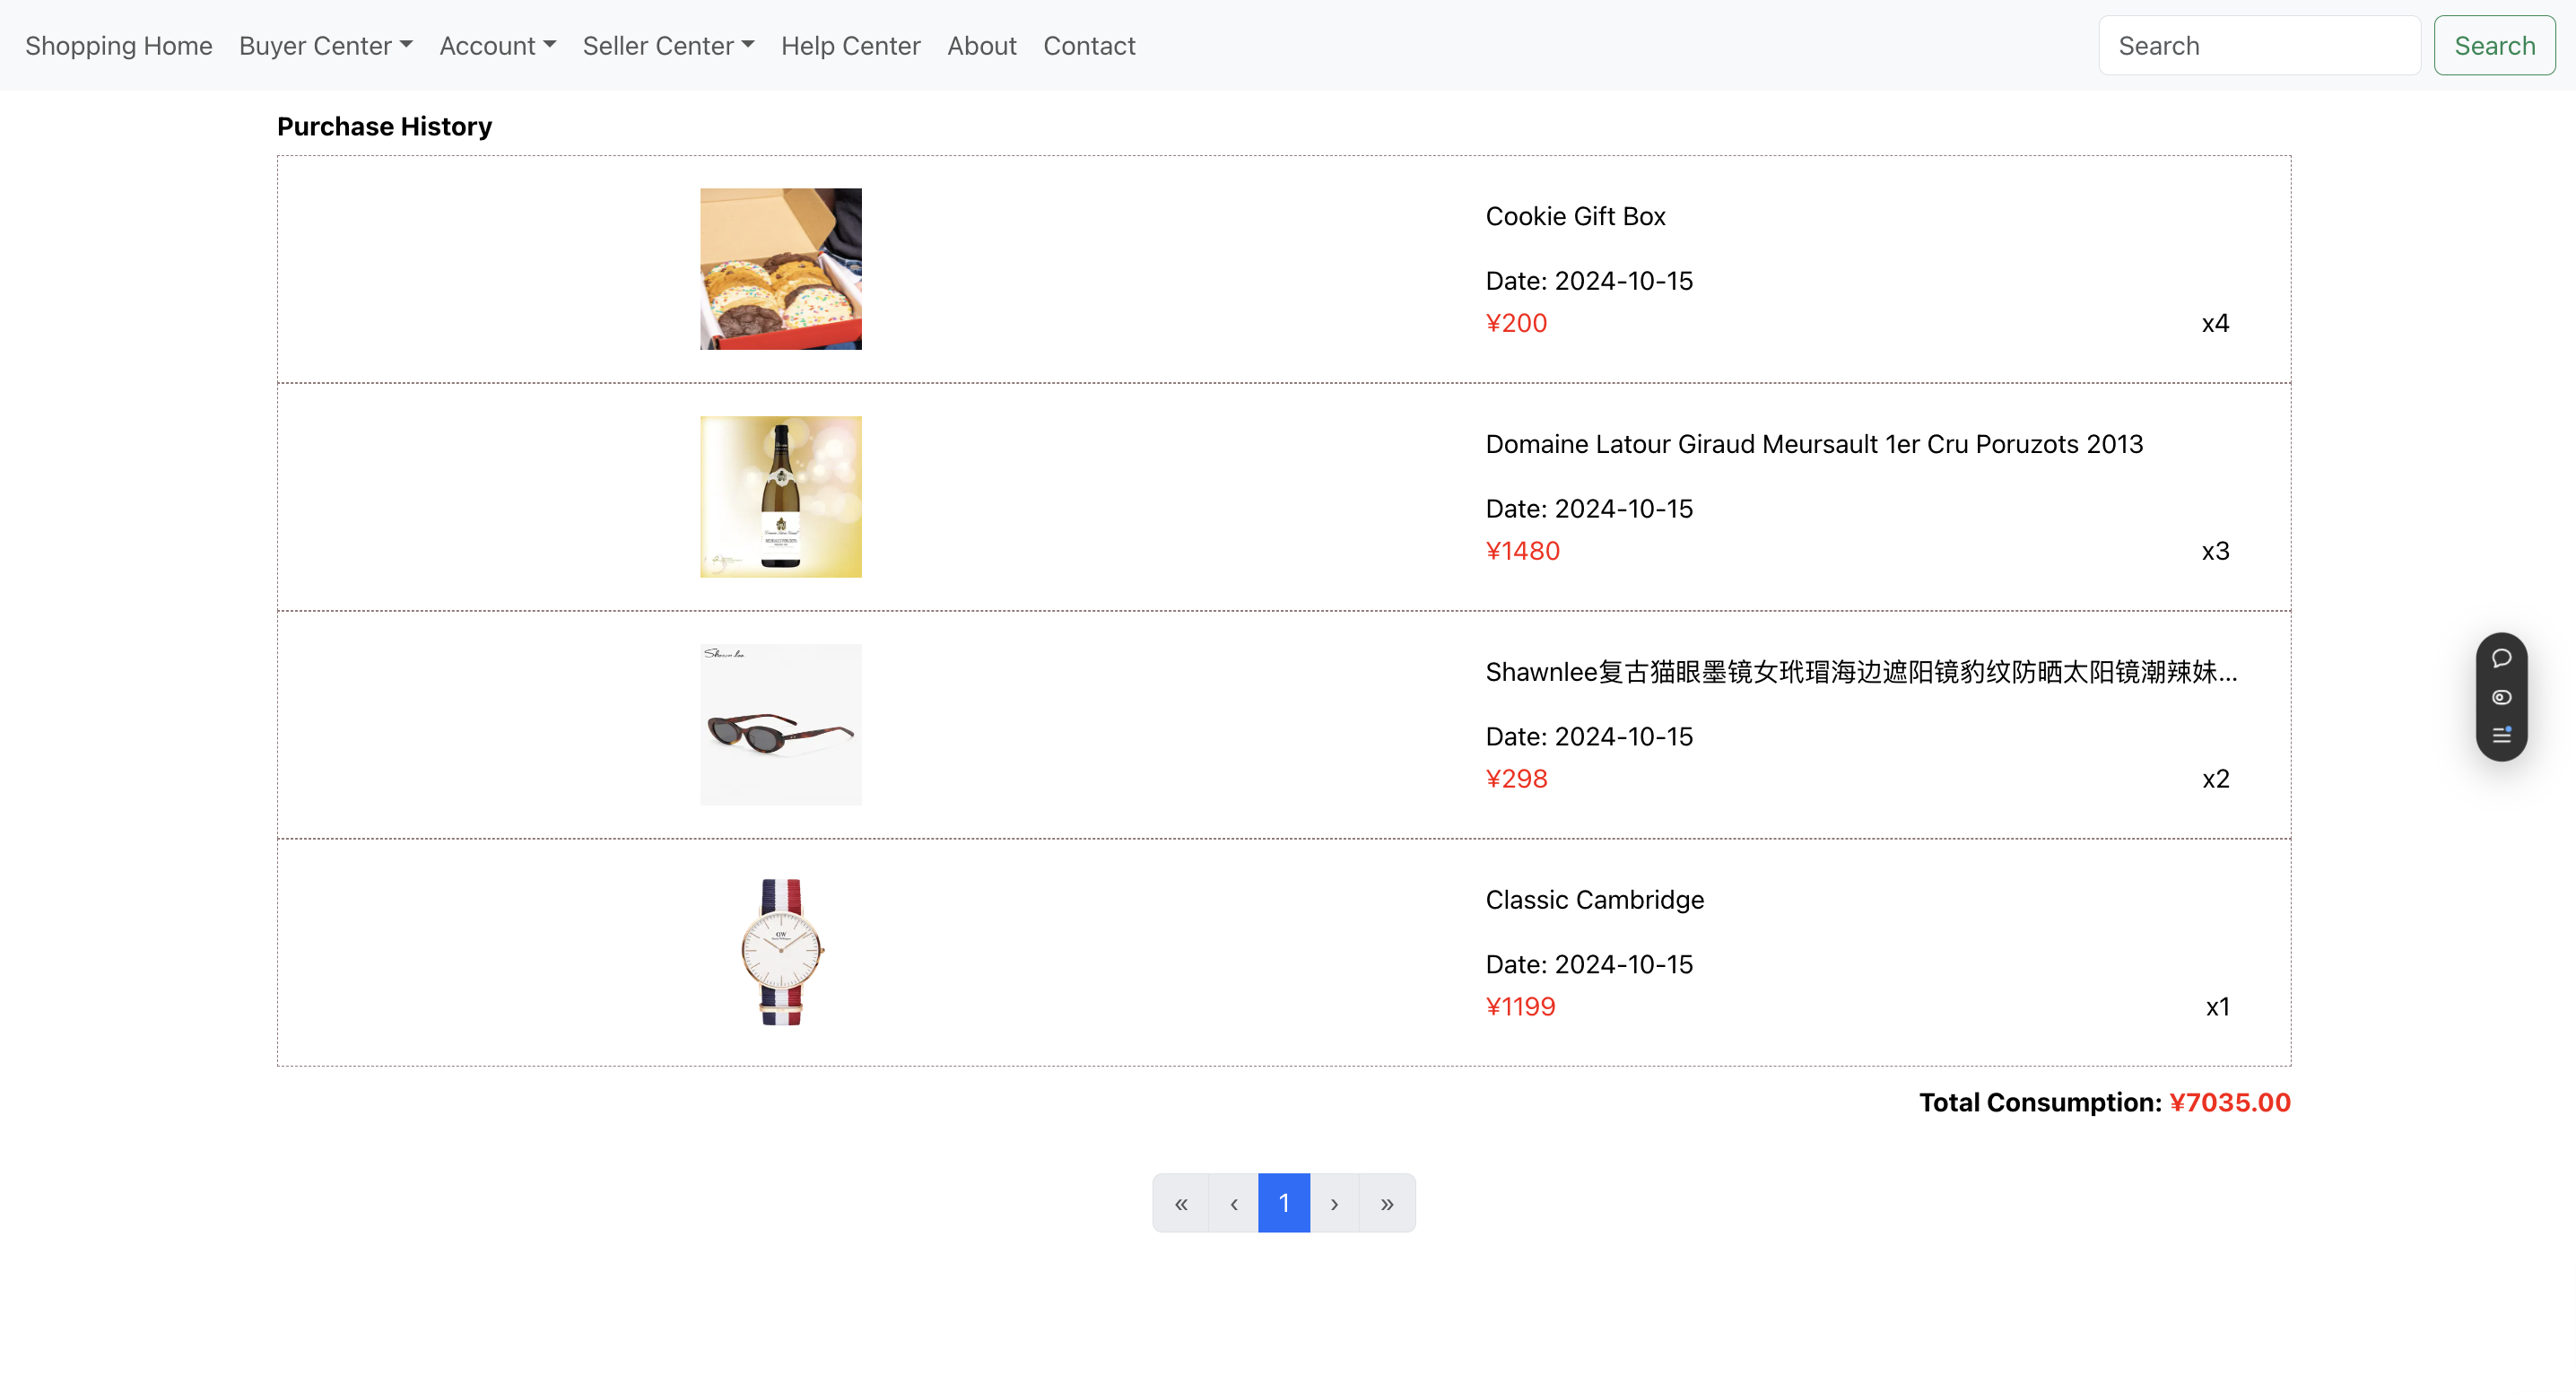 Shopping Home Buyer Center Account Seller Center Help Center About Contact Search Search
Purchase History
Cookie Gift Box
Date: 2024-10-15
¥200 x4
Domaine Latour Giraud Meursault 1er Cru Poruzots 2013
Date: 2024-10-15
¥1480 x3
Shawnlee复古猫眼墨镜女玳瑁海边遮阳镜豹纹防晒太阳镜潮辣妹...
Date: 2024-10-15
¥298 x2
Classic Cambridge
Date: 2024-10-15
¥1199 x1
Total Consumption: ¥7035.00
« ‹ 1 › »